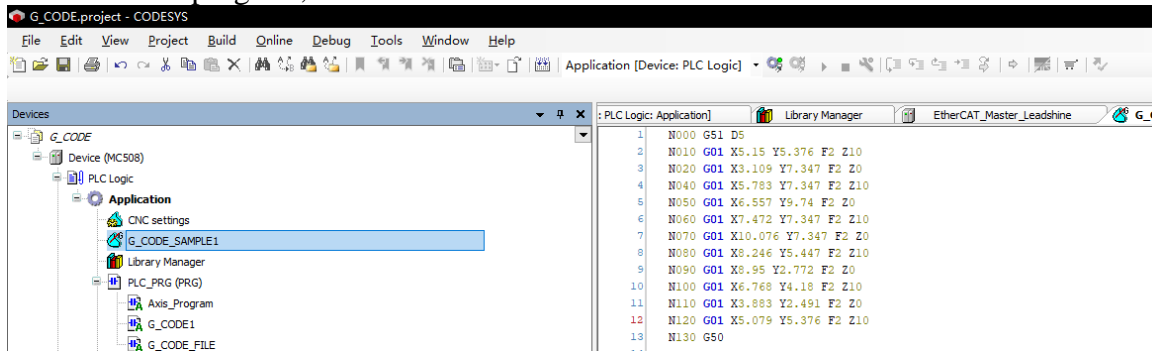 G_CODE.project - CODESYS
File Edit View Project Build Online Debug Tools Window Help
Application [Device: PLC Logic]
Devices
: PLC Logic: Application] Library Manager EtherCAT_Master_Leadshine G_
G_CODE
Device (MC508)
PLC Logic
Application
CNC settings
G_CODE_SAMPLE1
Library Manager
PLC_PRG (PRG)
Axis_Program
G_CODE1
G_CODE_FILE
1 N000 G51 D5
2 N010 G01 X5.15 Y5.376 F2 Z10
3 N020 G01 X3.109 Y7.347 F2 Z0
4 N040 G01 X5.783 Y7.347 F2 Z10
5 N050 G01 X6.557 Y9.74 F2 Z0
6 N060 G01 X7.472 Y7.347 F2 Z10
7 N070 G01 X10.076 Y7.347 F2 Z0
8 N080 G01 X8.246 Y5.447 F2 Z10
9 N090 G01 X8.95 Y2.772 F2 Z0
10 N100 G01 X6.768 Y4.18 F2 Z10
11 N110 G01 X3.883 Y2.491 F2 Z0
12 N120 G01 X5.079 Y5.376 F2 Z10
13 N130 G50